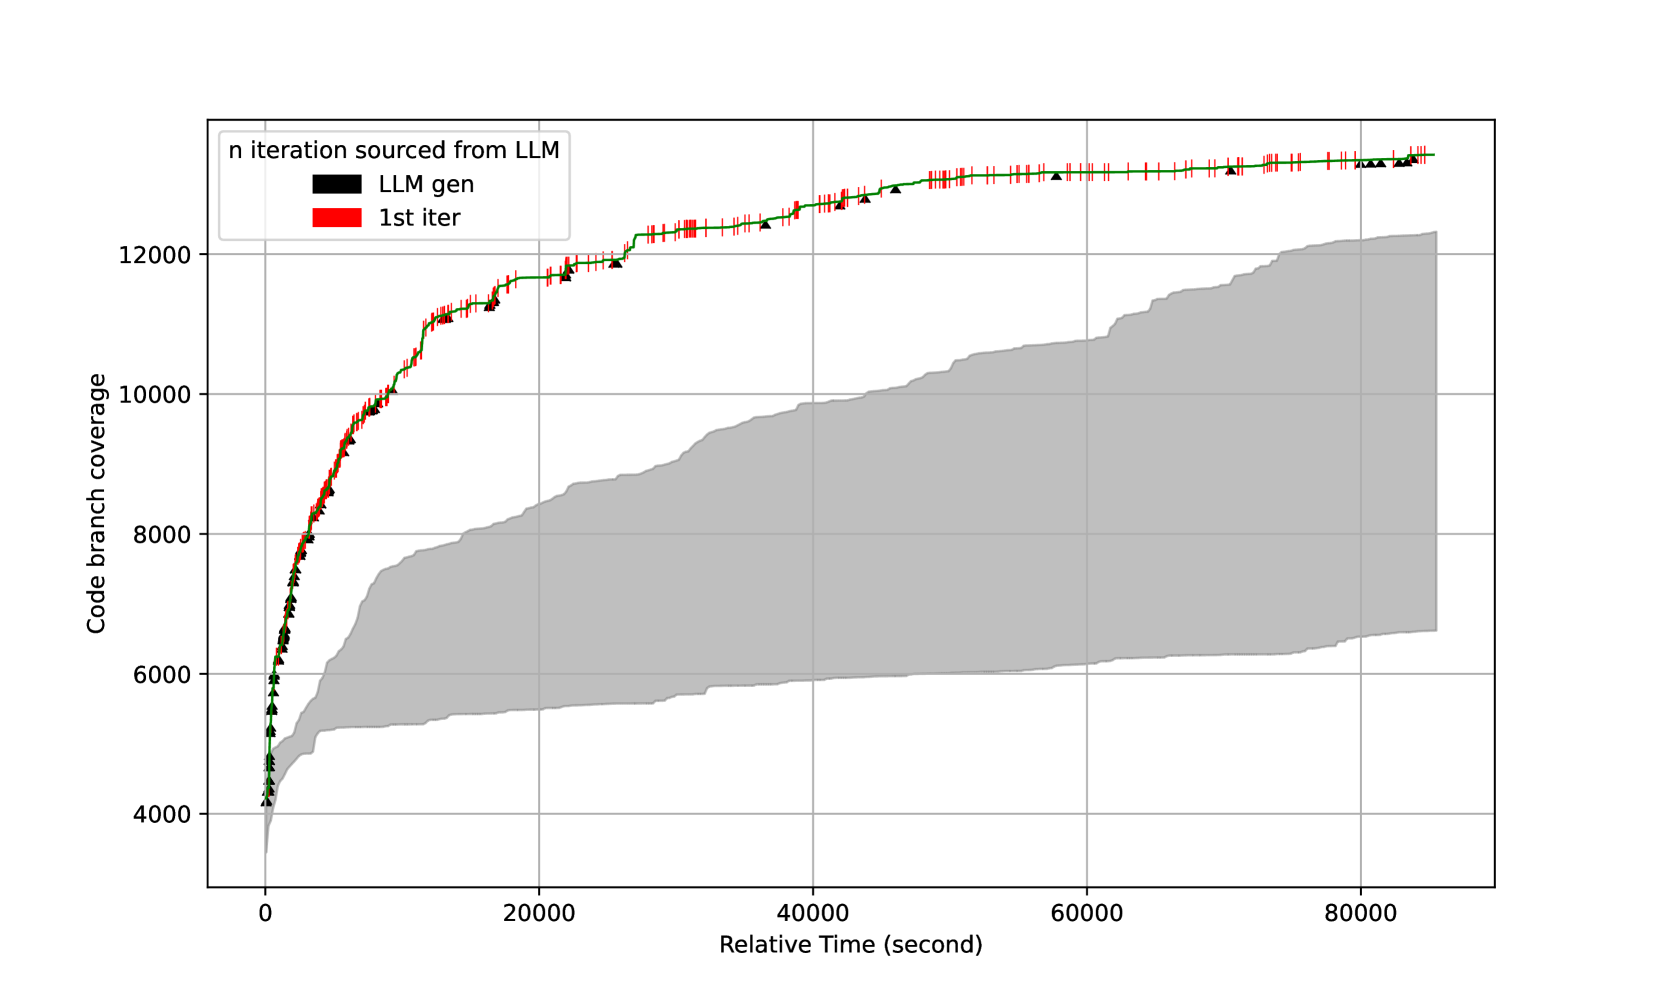 n iteration sourced from LLM
LLM gen
1st iter
12000
10000
8000
6000
4000
Code branch coverage
0 20000 40000 60000 80000
Relative Time (second)